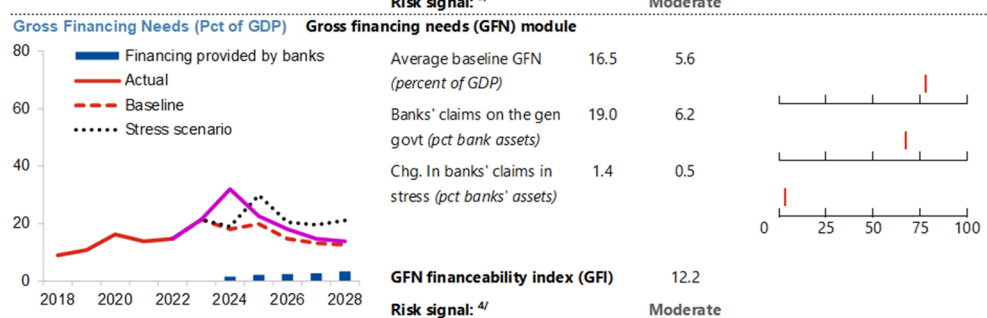 Risk signal: 4/ Moderate
Gross Financing Needs (Pct of GDP) Gross financing needs (GFN) module
80
60
40
20
0
Financing provided by banks
Actual
Baseline
Stress scenario
2018 2020 2022 2024 2026 2028
Average baseline GFN 16.5 5.6
(percent of GDP)
Banks' claims on the gen 19.0 6.2
govt (pct bank assets)
Chg. In banks' claims in 1.4 0.5
stress (pct banks' assets)
0 25 50 75 100
GFN financeability index (GFI) 12.2
Risk signal: 4/ Moderate